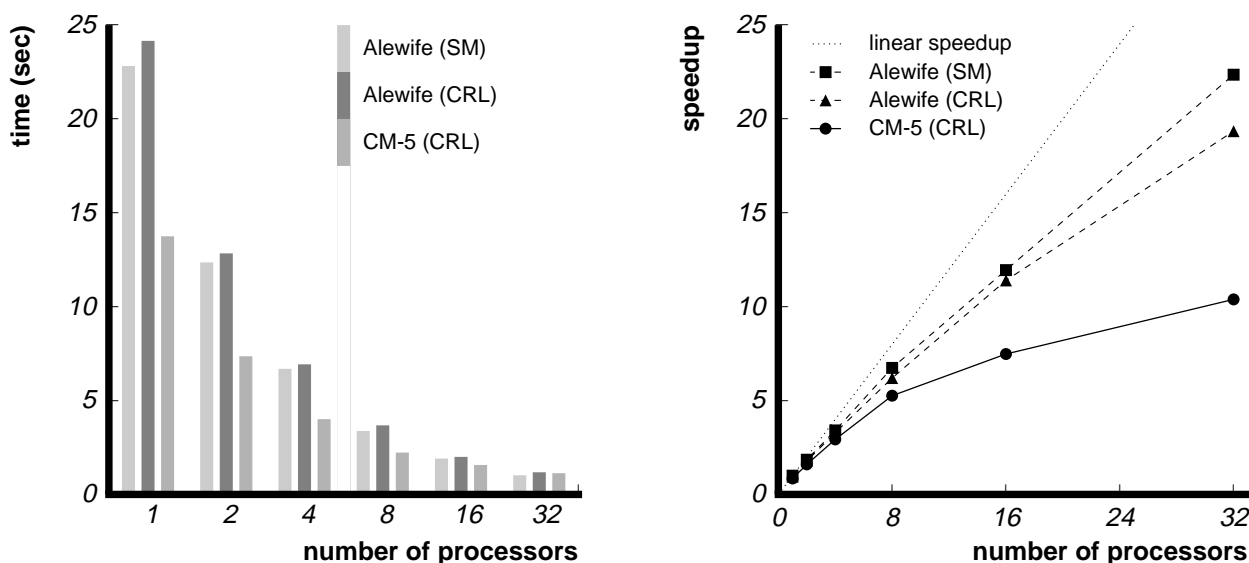 time (sec)
25
20
15
10
5
0
Alewife (SM)
Alewife (CRL)
CM-5 (CRL)
1 2 4 8 16 32
number of processors
speedup
25
20
15
10
5
0
linear speedup
Alewife (SM)
Alewife (CRL)
CM-5 (CRL)
0 8 16 24 32
number of processors